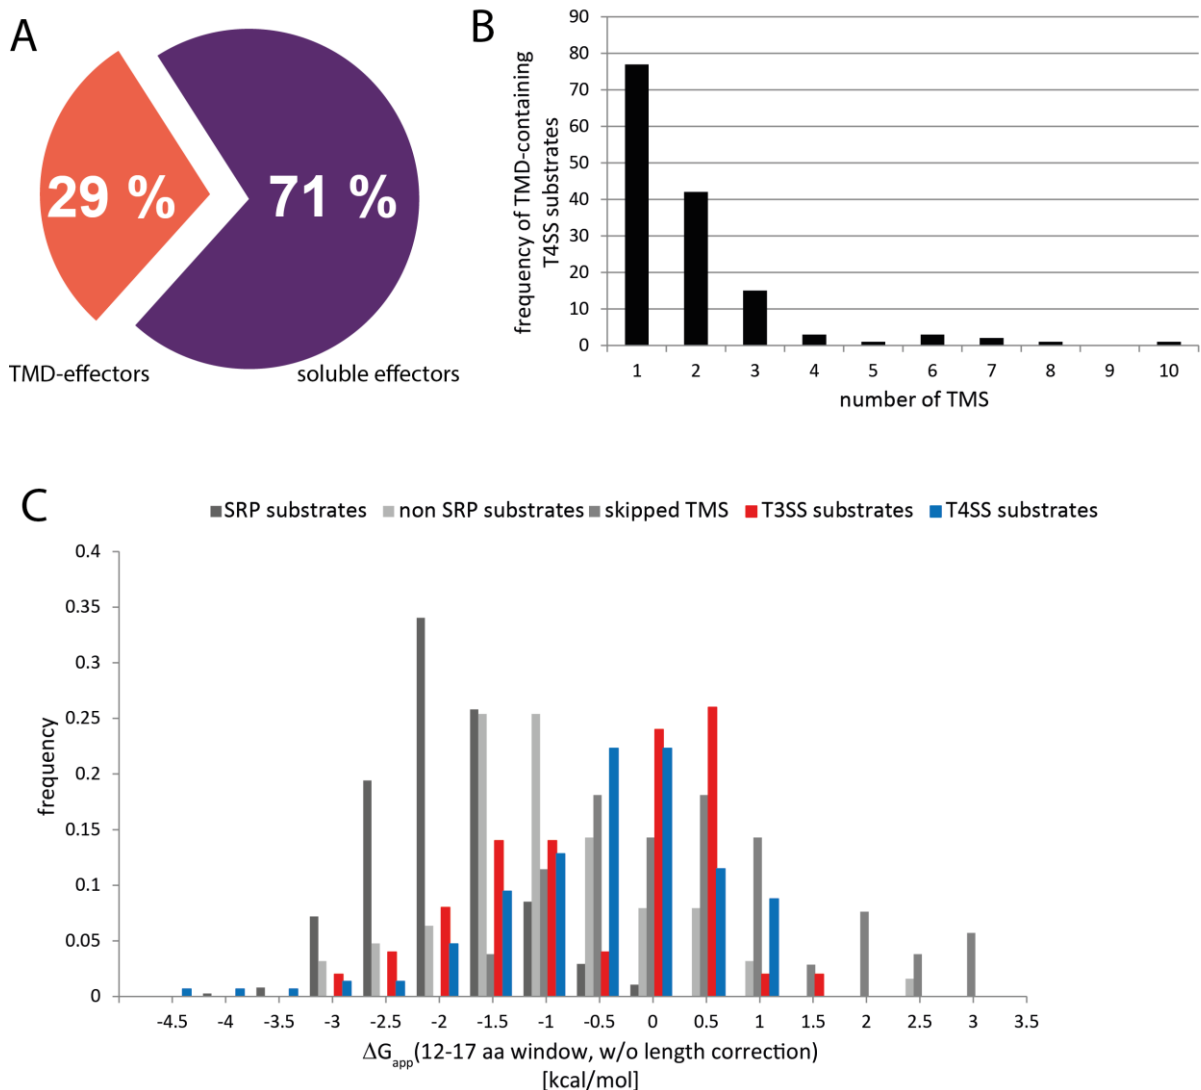 A
29 %
71 %
TMD-effectors
soluble effectors
B
frequency of TMD-containing
T4SS substrates
90
80
70
60
50
40
30
20
10
0
1 2 3 4 5 6 7 8 9 10
number of TMS
C
SRP substrates non SRP substrates skipped TMS T3SS substrates T4SS substrates
frequency
0.4
0.35
0.3
0.25
0.2
0.15
0.1
0.05
0
-4.5 -4 -3.5 -3 -2.5 -2 -1.5 -1 -0.5 0 0.5 1 1.5 2 2.5 3 3.5
ΔGapp(12-17 aa window, w/o length correction)
[kcal/mol]